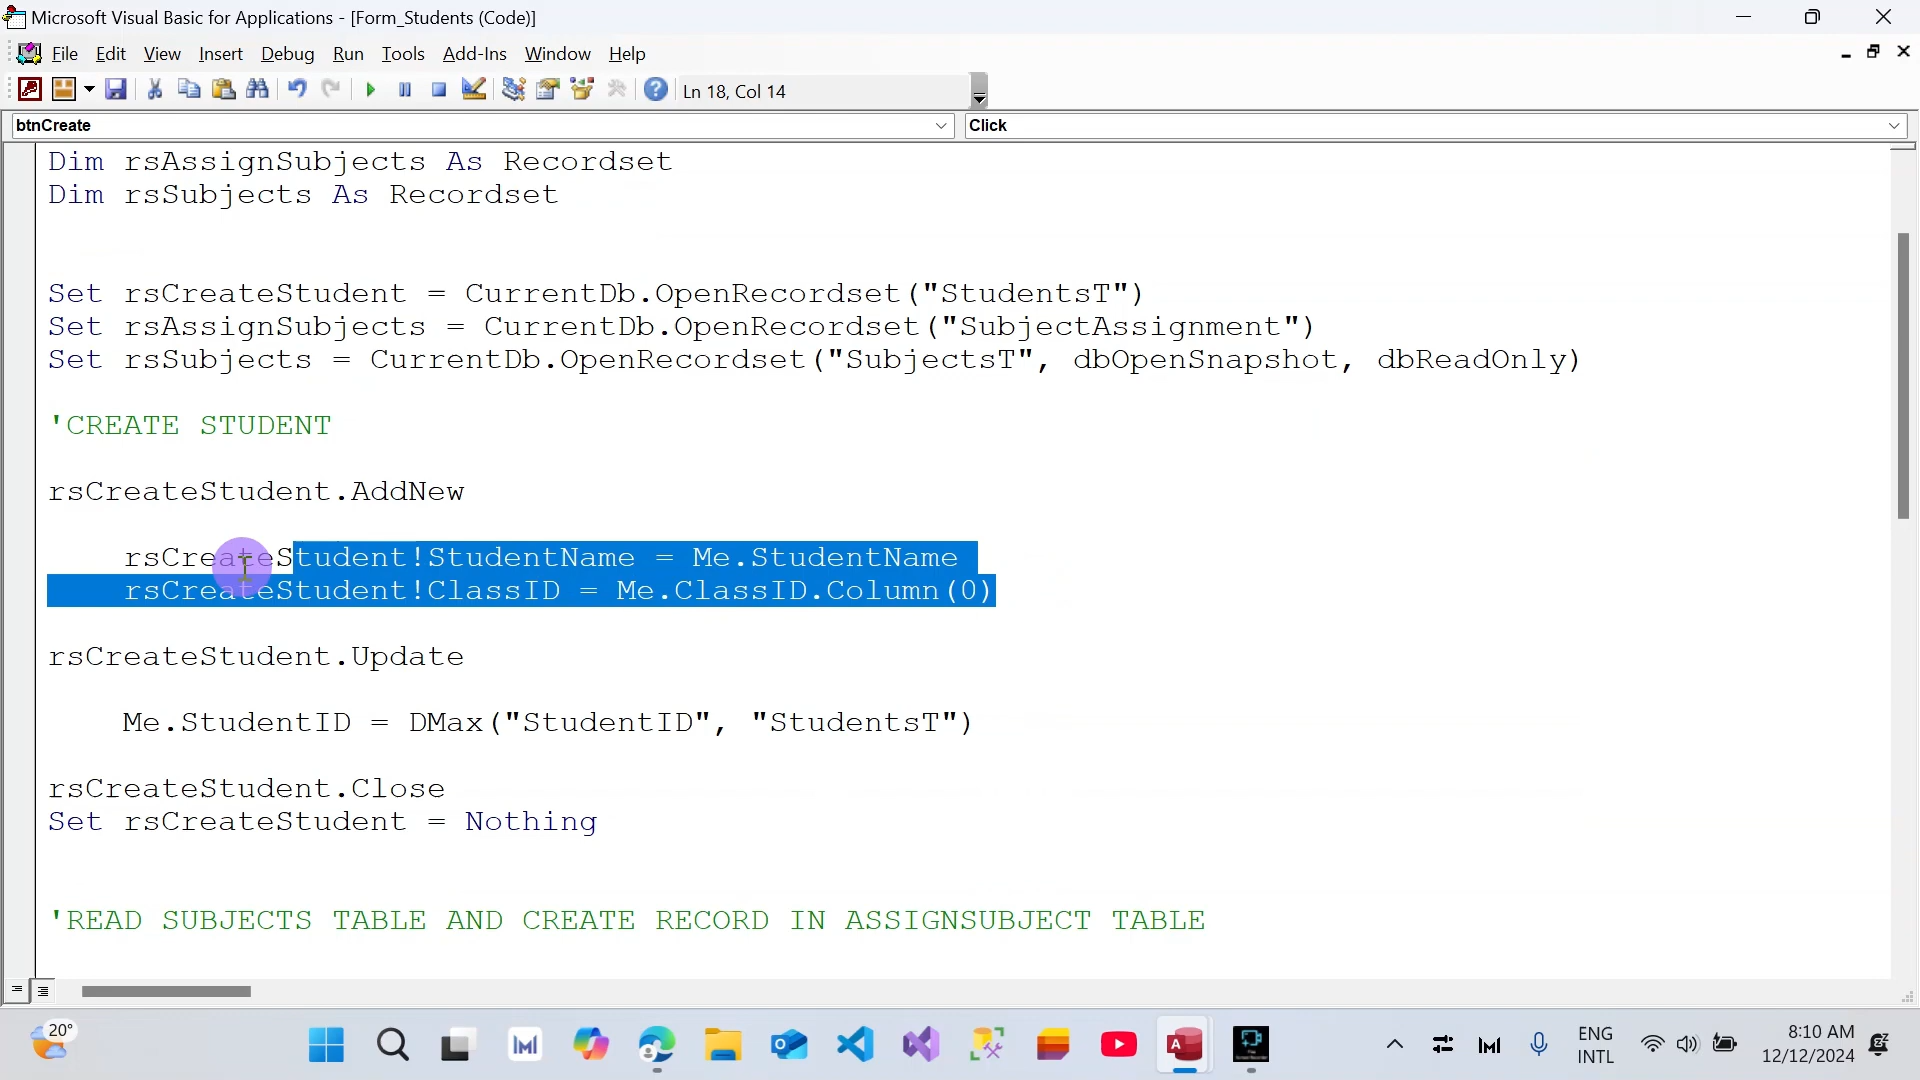 Microsoft Visual Basic for Applications - [Form_Students (Code)]
File Edit View Insert Debug Run Tools Add-Ins Window Help
Ln 18, Col 14
btnCreate
Click
Dim rsAssignSubjects As Recordset
Dim rsSubjects As Recordset
Set rsCreateStudent = CurrentDb.OpenRecordset("StudentsT")
Set rsAssignSubjects = CurrentDb.OpenRecordset("SubjectAssignment")
Set rsSubjects = CurrentDb.OpenRecordset("SubjectsT", dbOpenSnapshot, dbReadOnly)
'CREATE STUDENT
rsCreateStudent.AddNew
rsCreateStudent!StudentName = Me.StudentName
rsCreateStudent!ClassID = Me.ClassID.Column(0)
rsCreateStudent.Update
Me.StudentID = DMax("StudentID", "StudentsT")
rsCreateStudent.Close
Set rsCreateStudent = Nothing
'READ SUBJECTS TABLE AND CREATE RECORD IN ASSIGNSUBJECT TABLE
20°
ENG
INTL
8:10 AM
12/12/2024